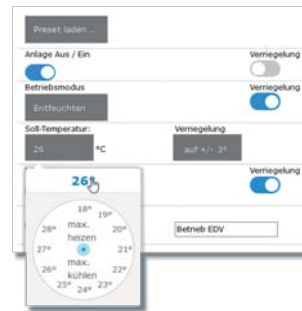 Preset laden ...
Anlage Aus / Ein Verriegelung
Betriebsmodus Verriegelung
Entfeuchten
Soll-Temperatur: Verriegelung
26 °C auf +/- 3°
Verriegelung
26°
18° 19°
28° max. 20°
heizen
27° 21°
max.
26° kühlen 22°
25° 24° 23°
Betrieb EDV